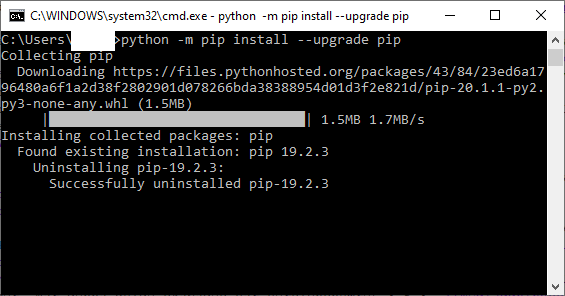 C:\WINDOWS\system32\cmd.exe - python -m pip install --upgrade pip
C:\Users\ >python -m pip install --upgrade pip
Collecting pip
Downloading https://files.pythonhosted.org/packages/43/84/23ed6a17
96480a6f1a2d38f2802901d078266bda38388954d01d3f2e821d/pip-20.1.1-py2.
py3-none-any.whl (1.5MB)
| | 1.5MB 1.7MB/s
Installing collected packages: pip
Found existing installation: pip 19.2.3
Uninstalling pip-19.2.3:
Successfully uninstalled pip-19.2.3